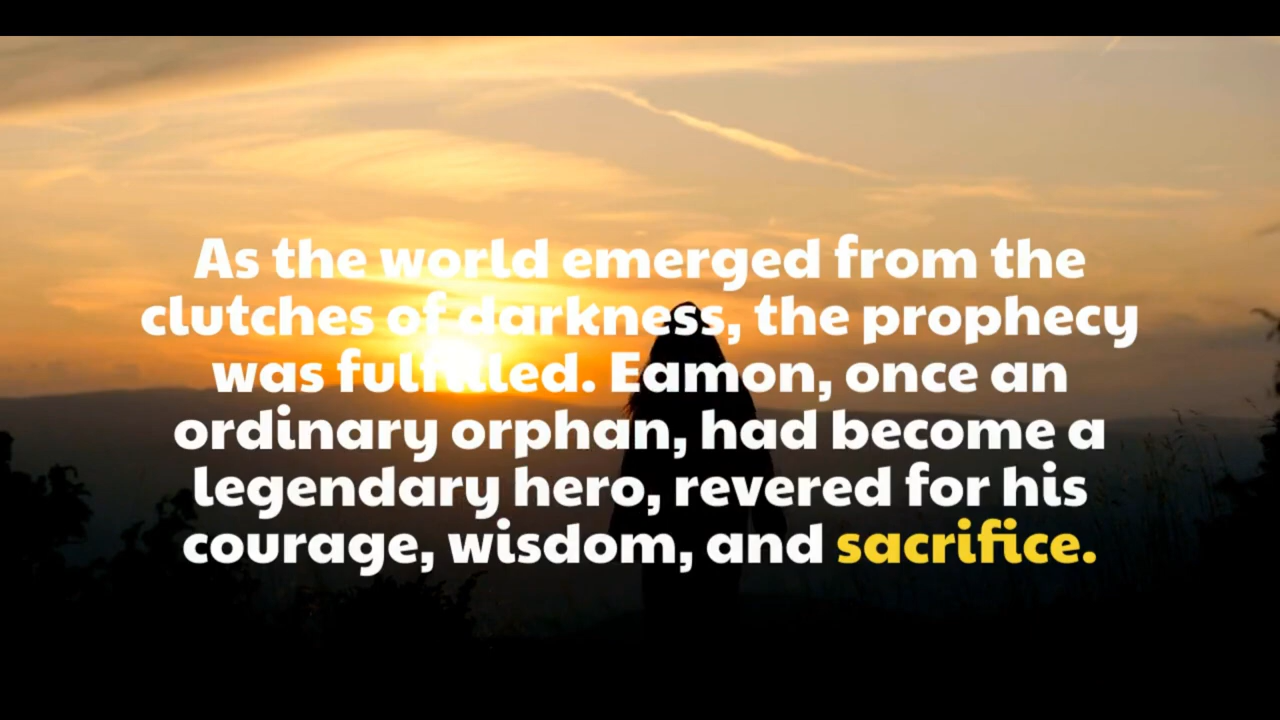 As the world emerged from the
clutches of darkness, the prophecy
was fulfilled. Eamon, once an
ordinary orphan, had become a
legendary hero, revered for his
courage, wisdom, and sacrifice.